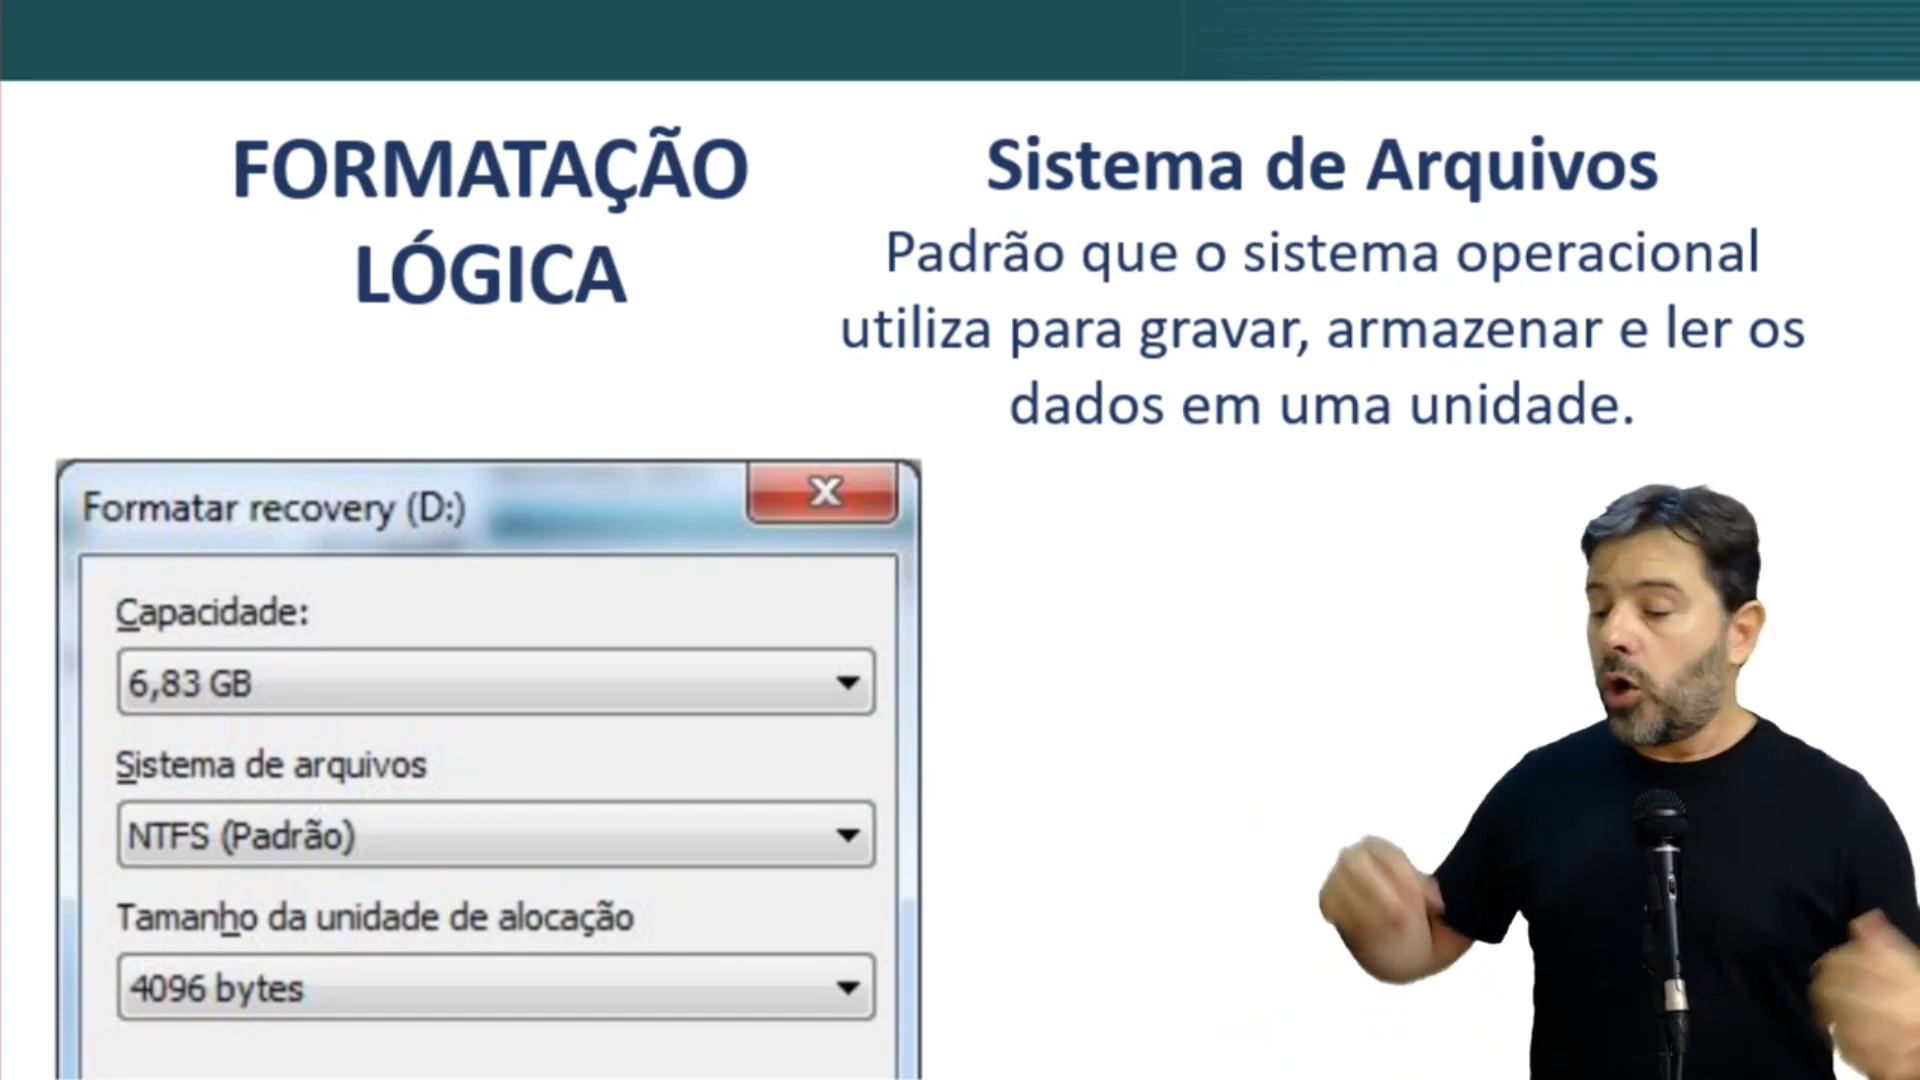 FORMATAÇÃO
LÓGICA
Sistema de Arquivos
Padrão que o sistema operacional
utiliza para gravar, armazenar e ler os
dados em uma unidade.
Formatar recovery (D:)
Capacidade:
6,83 GB
Sistema de arquivos
NTFS (Padrão)
Tamanho da unidade de alocação
4096 bytes